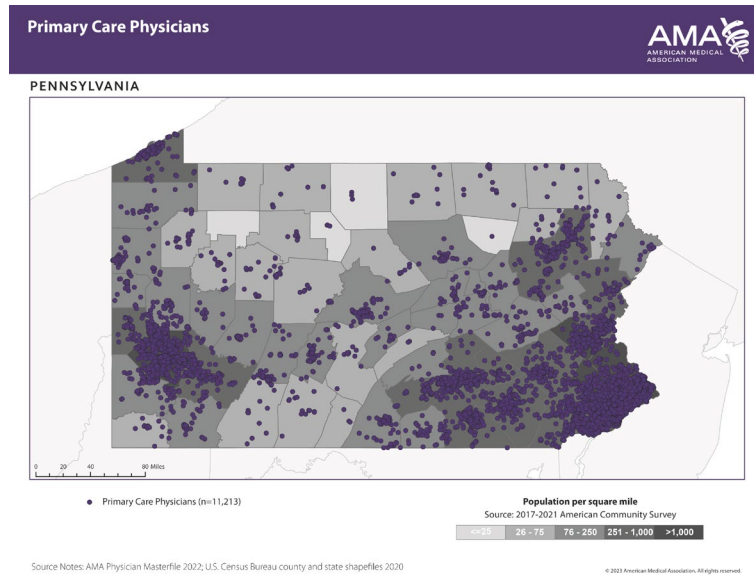 Primary Care Physicians
AMA
AMERICAN MEDICAL
ASSOCIATION
PENNSYLVANIA
0 20 40 80 Miles
Primary Care Physicians (n=11,213)
Population per square mile
Source: 2017-2021 American Community Survey
<=25 26 - 75 76 - 250 251 - 1,000 >1,000
Source Notes: AMA Physician Masterfile 2022; U.S. Census Bureau county and state shapefiles 2020
© 2023 American Medical Association. All rights reserved.